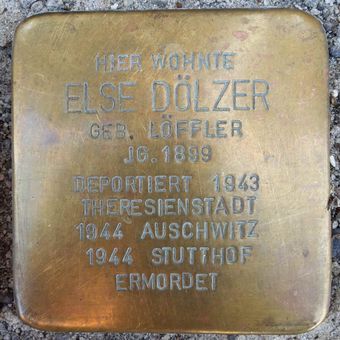 HIER WOHNTE
ELSE DÖLZER
GEB. LÖFFLER
JG. 1899
DEPORTIERT 1943
THERESIENSTADT
1944 AUSCHWITZ
1944 STUTTHOF
ERMORDET